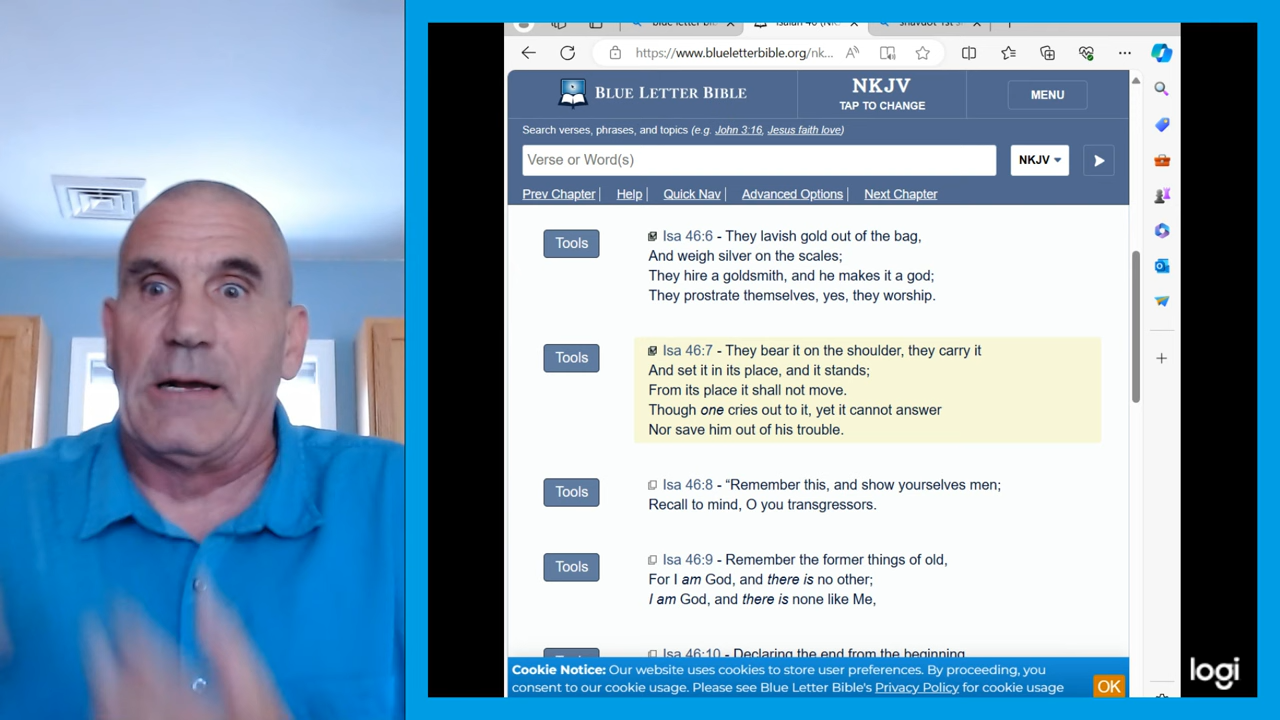 https://www.blueletterbible.org/nk...
BLUE LETTER BIBLE
NKJV
TAP TO CHANGE
MENU
Search verses, phrases, and topics (e.g. John 3:16, Jesus faith love)
Verse or Word(s)
NKJV
Prev Chapter | Help | Quick Nav | Advanced Options | Next Chapter
Tools
Isa 46:6 - They lavish gold out of the bag,
And weigh silver on the scales;
They hire a goldsmith, and he makes it a god;
They prostrate themselves, yes, they worship.
Tools
Isa 46:7 - They bear it on the shoulder, they carry it
And set it in its place, and it stands;
From its place it shall not move.
Though one cries out to it, yet it cannot answer
Nor save him out of his trouble.
Tools
Isa 46:8 - “Remember this, and show yourselves men;
Recall to mind, O you transgressors.
Tools
Isa 46:9 - Remember the former things of old,
For I am God, and there is no other;
I am God, and there is none like Me,
Isa 46:10 - Declaring the end from the beginning
Cookie Notice: Our website uses cookies to store user preferences. By proceeding, you
consent to our cookie usage. Please see Blue Letter Bible's Privacy Policy for cookie usage
OK
logi